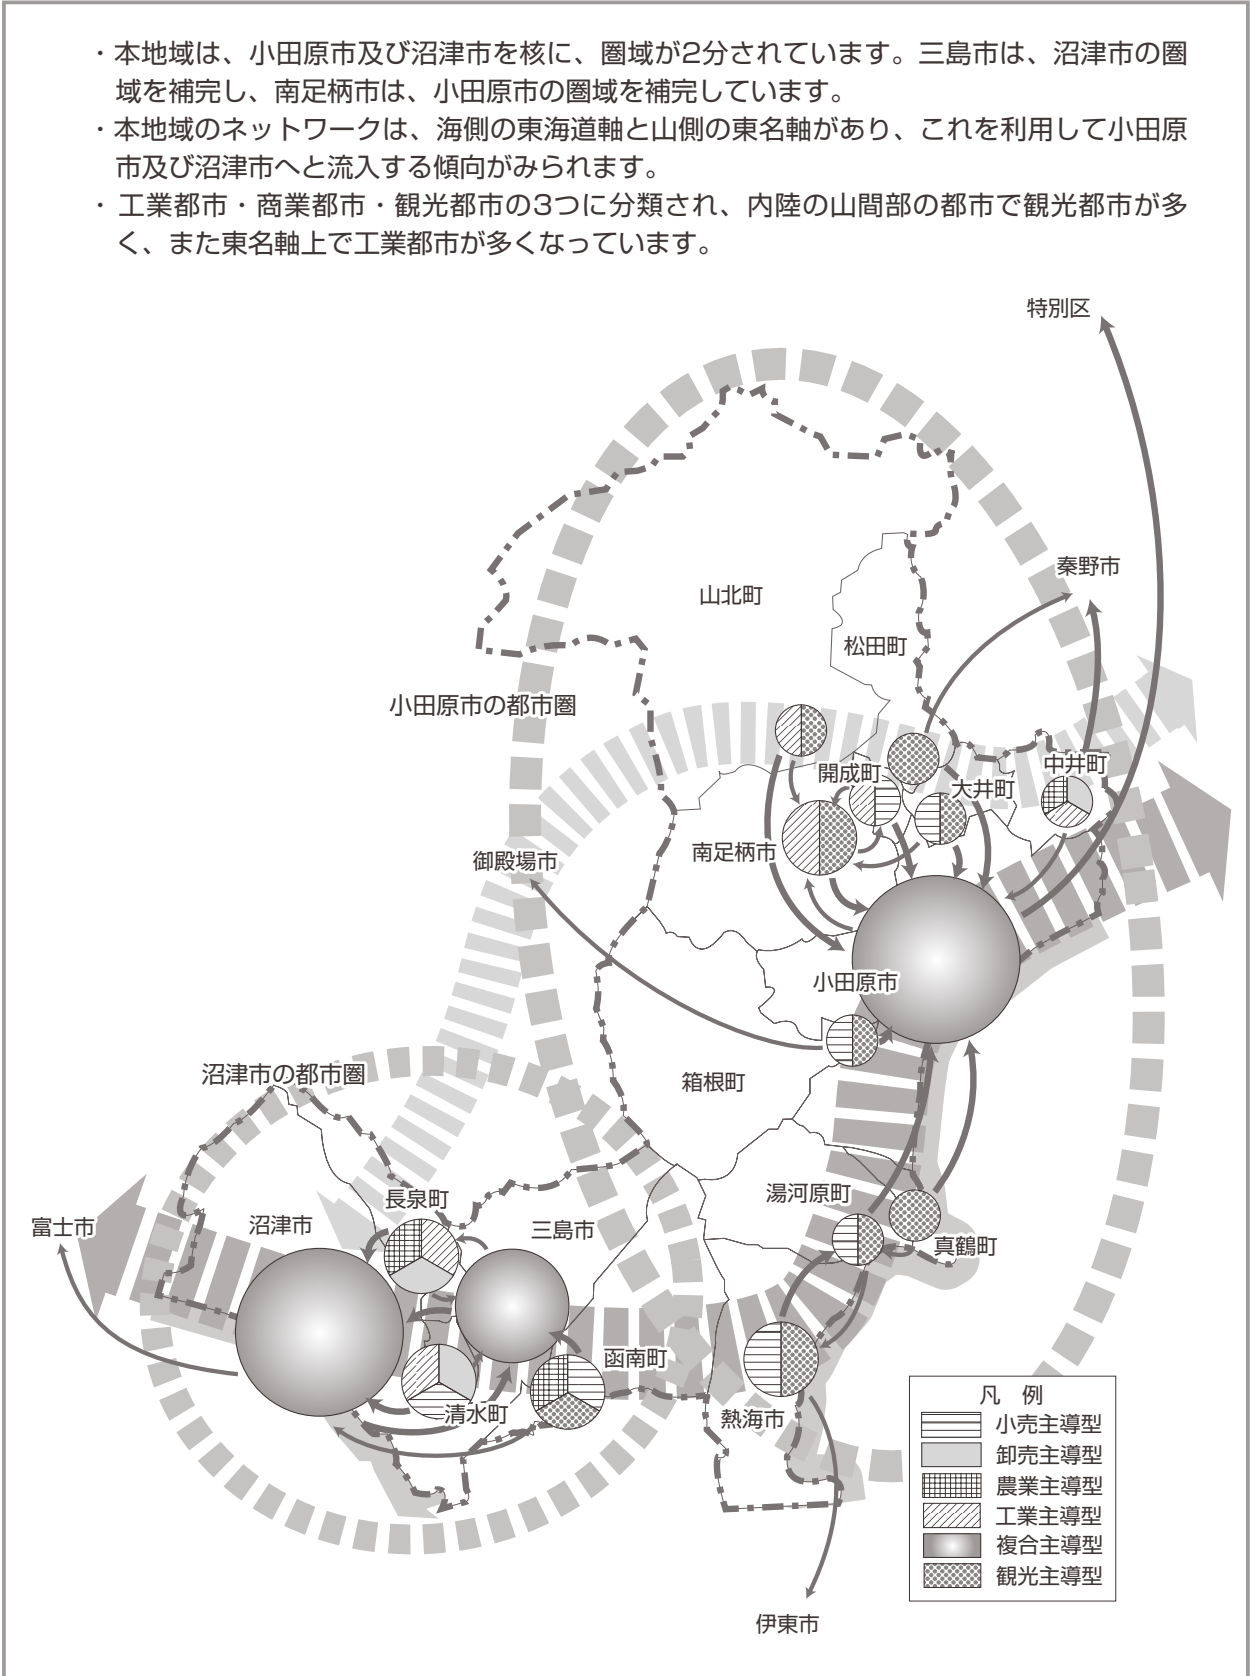 ・本地域は、小田原市及び沼津市を核に、圏域が2分されています。三島市は、沼津市の圏
域を補完し、南足柄市は、小田原市の圏域を補完しています。
・本地域のネットワークは、海側の東海道軸と山側の東名軸があり、これを利用して小田原
市及び沼津市へと流入する傾向がみられます。
・工業都市・商業都市・観光都市の3つに分類され、内陸の山間部の都市で観光都市が多
く、また東名軸上で工業都市が多くなっています。
特別区
秦野市
山北町
松田町
小田原市の都市圏
中井町
開成町
大井町
南足柄市
御殿場市
小田原市
沼津市の都市圏
箱根町
湯河原町
長泉町
沼津市
三島市
富士市
真鶴町
函南町
清水町
熱海市
凡 例
小売主導型
卸売主導型
農業主導型
工業主導型
複合主導型
観光主導型
伊東市